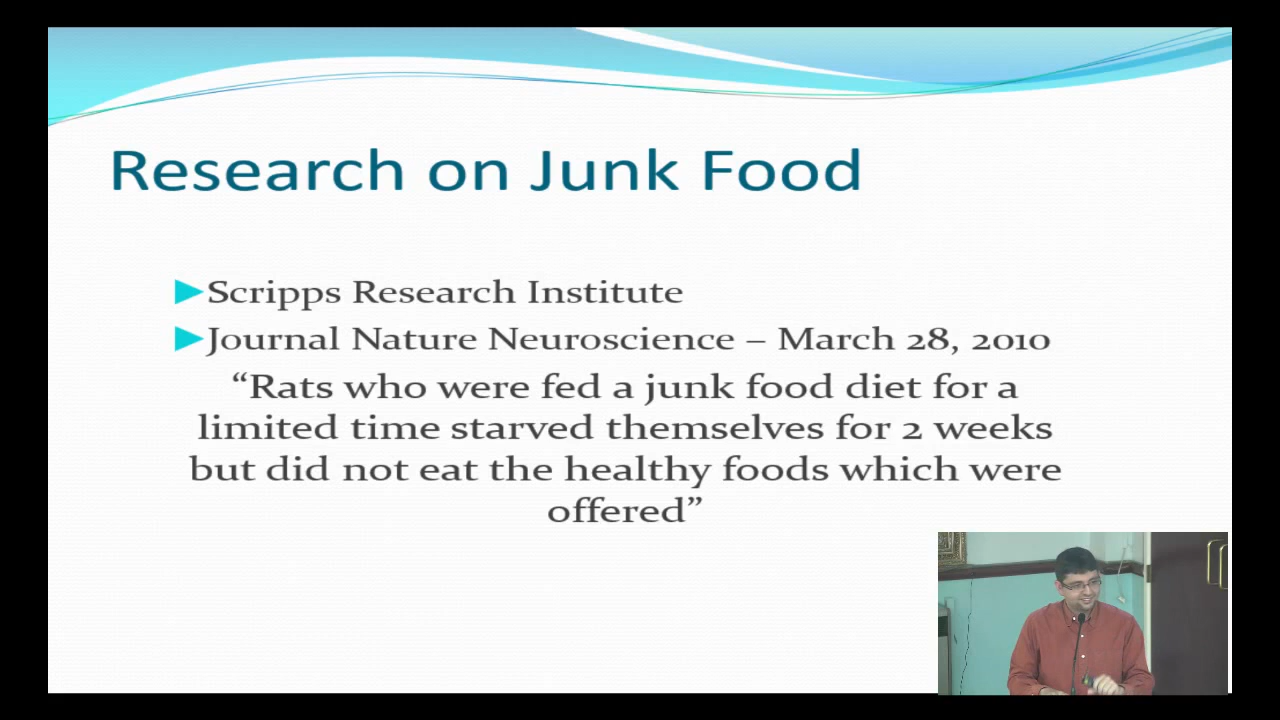 Research on Junk Food
Scripps Research Institute
Journal Nature Neuroscience – March 28, 2010
“Rats who were fed a junk food diet for a
limited time starved themselves for 2 weeks
but did not eat the healthy foods which were
offered”